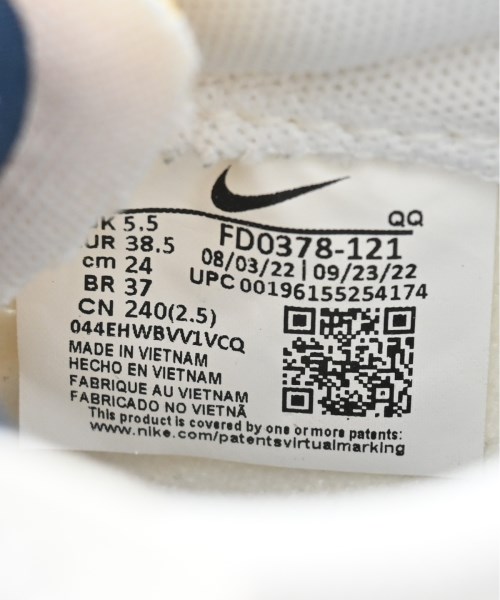 QQ
UK 5.5
FD0378-121
UR 38.5
08/03/22 | 09/23/22
cm 24
UPC 00196155254174
BR 37
CN 240(2.5)
044EHWBVV1VCQ
MADE IN VIETNAM
HECHO EN VIETNAM
FABRIQUE AU VIETNAM
FABRICADO NO VIETNÃ
This product is covered by one or more patents:
www.nike.com/patentsvirtualmarking